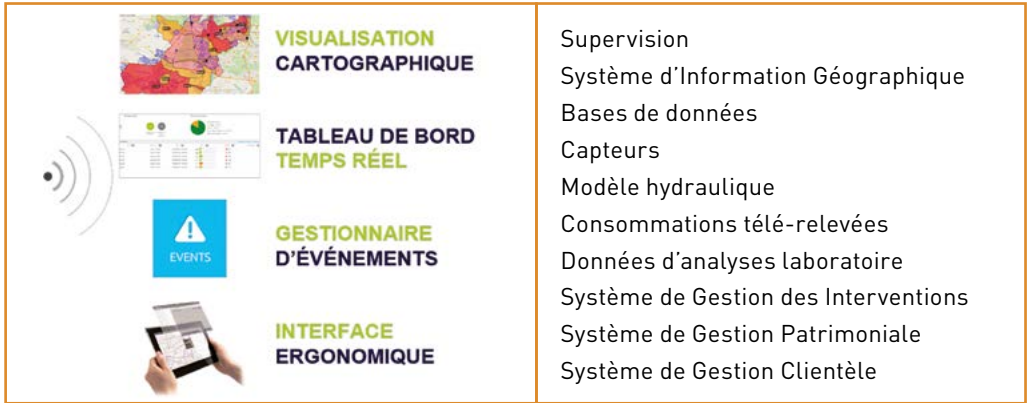 VISUALISATION
CARTOGRAPHIQUE
TABLEAU DE BORD
TEMPS RÉEL
EVENTS
GESTIONNAIRE
D'ÉVÉNEMENTS
INTERFACE
ERGONOMIQUE
Supervision
Système d'Information Géographique
Bases de données
Capteurs
Modèle hydraulique
Consommations télé-relevées
Données d'analyses laboratoire
Système de Gestion des Interventions
Système de Gestion Patrimoniale
Système de Gestion Clientèle